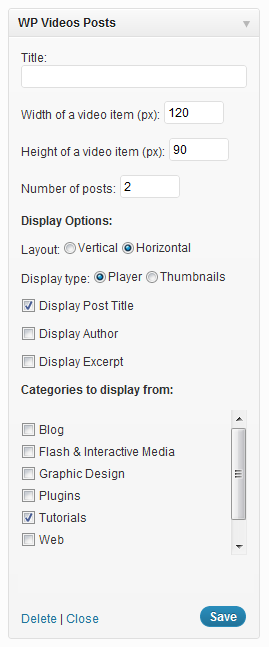 WP Videos Posts
Title:
Width of a video item (px): 120
Height of a video item (px): 90
Number of posts: 2
Display Options:
Layout: Vertical Horizontal
Display type: Player Thumbnails
Display Post Title
Display Author
Display Excerpt
Categories to display from:
Blog
Flash & Interactive Media
Graphic Design
Plugins
Tutorials
Web
Delete | Close Save